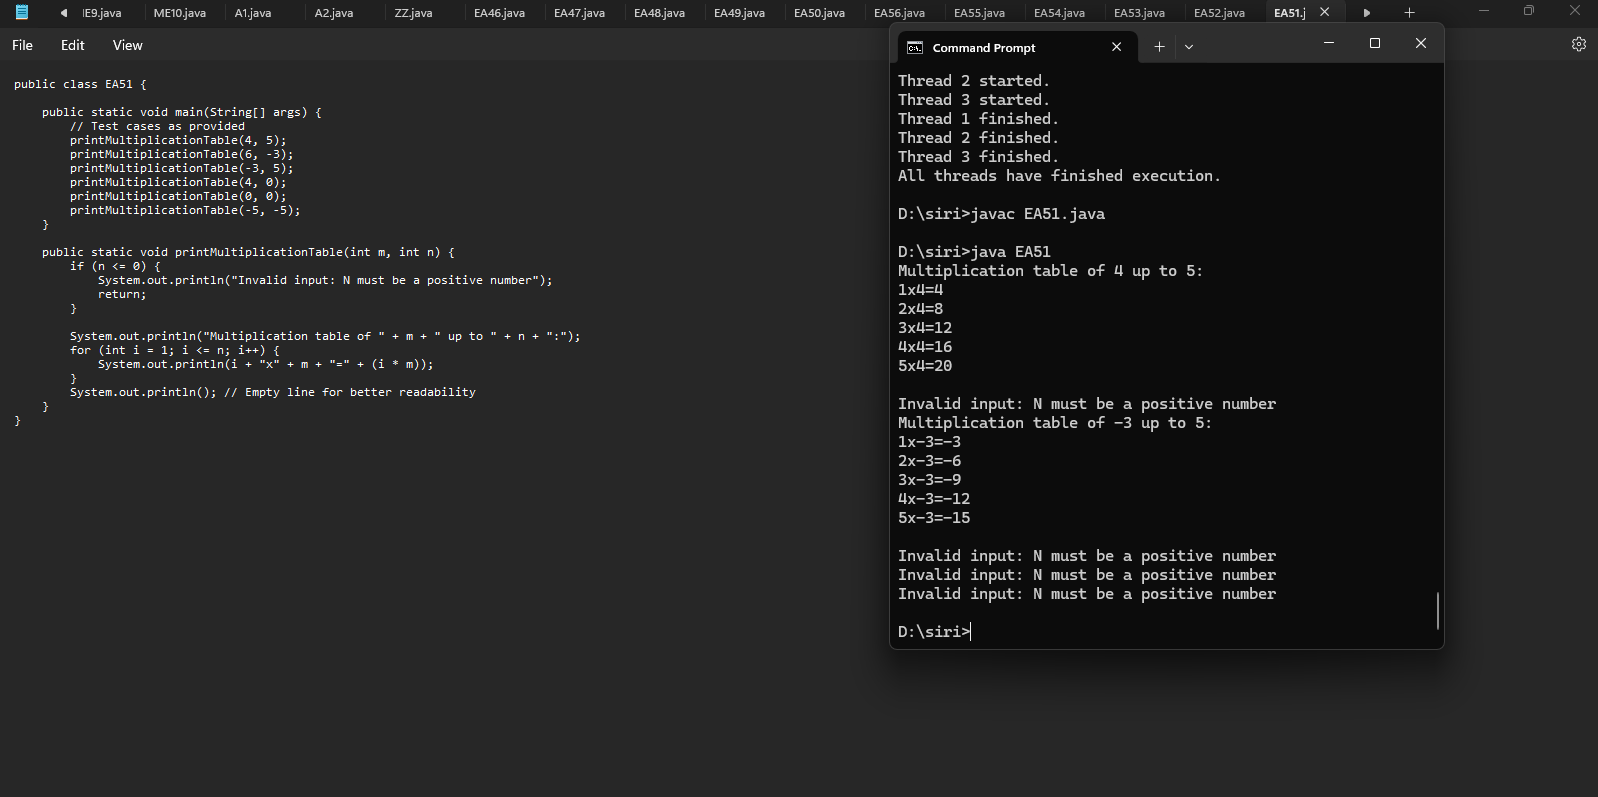 IE9.java ME10.java A1.java A2.java ZZ.java EA46.java EA47.java EA48.java EA49.java EA50.java EA56.java EA55.java EA54.java EA53.java EA52.java EA51.j
File Edit View
public class EA51 {
    public static void main(String[] args) {
        // Test cases as provided
        printMultiplicationTable(4, 5);
        printMultiplicationTable(6, -3);
        printMultiplicationTable(-3, 5);
        printMultiplicationTable(4, 0);
        printMultiplicationTable(0, 0);
        printMultiplicationTable(-5, -5);
    }
    public static void printMultiplicationTable(int m, int n) {
        if (n <= 0) {
            System.out.println("Invalid input: N must be a positive number");
            return;
        }
        System.out.println("Multiplication table of " + m + " up to " + n + ":");
        for (int i = 1; i <= n; i++) {
            System.out.println(i + "x" + m + "=" + (i * m));
        }
        System.out.println(); // Empty line for better readability
    }
}
Command Prompt
Thread 2 started.
Thread 3 started.
Thread 1 finished.
Thread 2 finished.
Thread 3 finished.
All threads have finished execution.
D:\siri>javac EA51.java
D:\siri>java EA51
Multiplication table of 4 up to 5:
1x4=4
2x4=8
3x4=12
4x4=16
5x4=20
Invalid input: N must be a positive number
Multiplication table of -3 up to 5:
1x-3=-3
2x-3=-6
3x-3=-9
4x-3=-12
5x-3=-15
Invalid input: N must be a positive number
Invalid input: N must be a positive number
Invalid input: N must be a positive number
D:\siri>